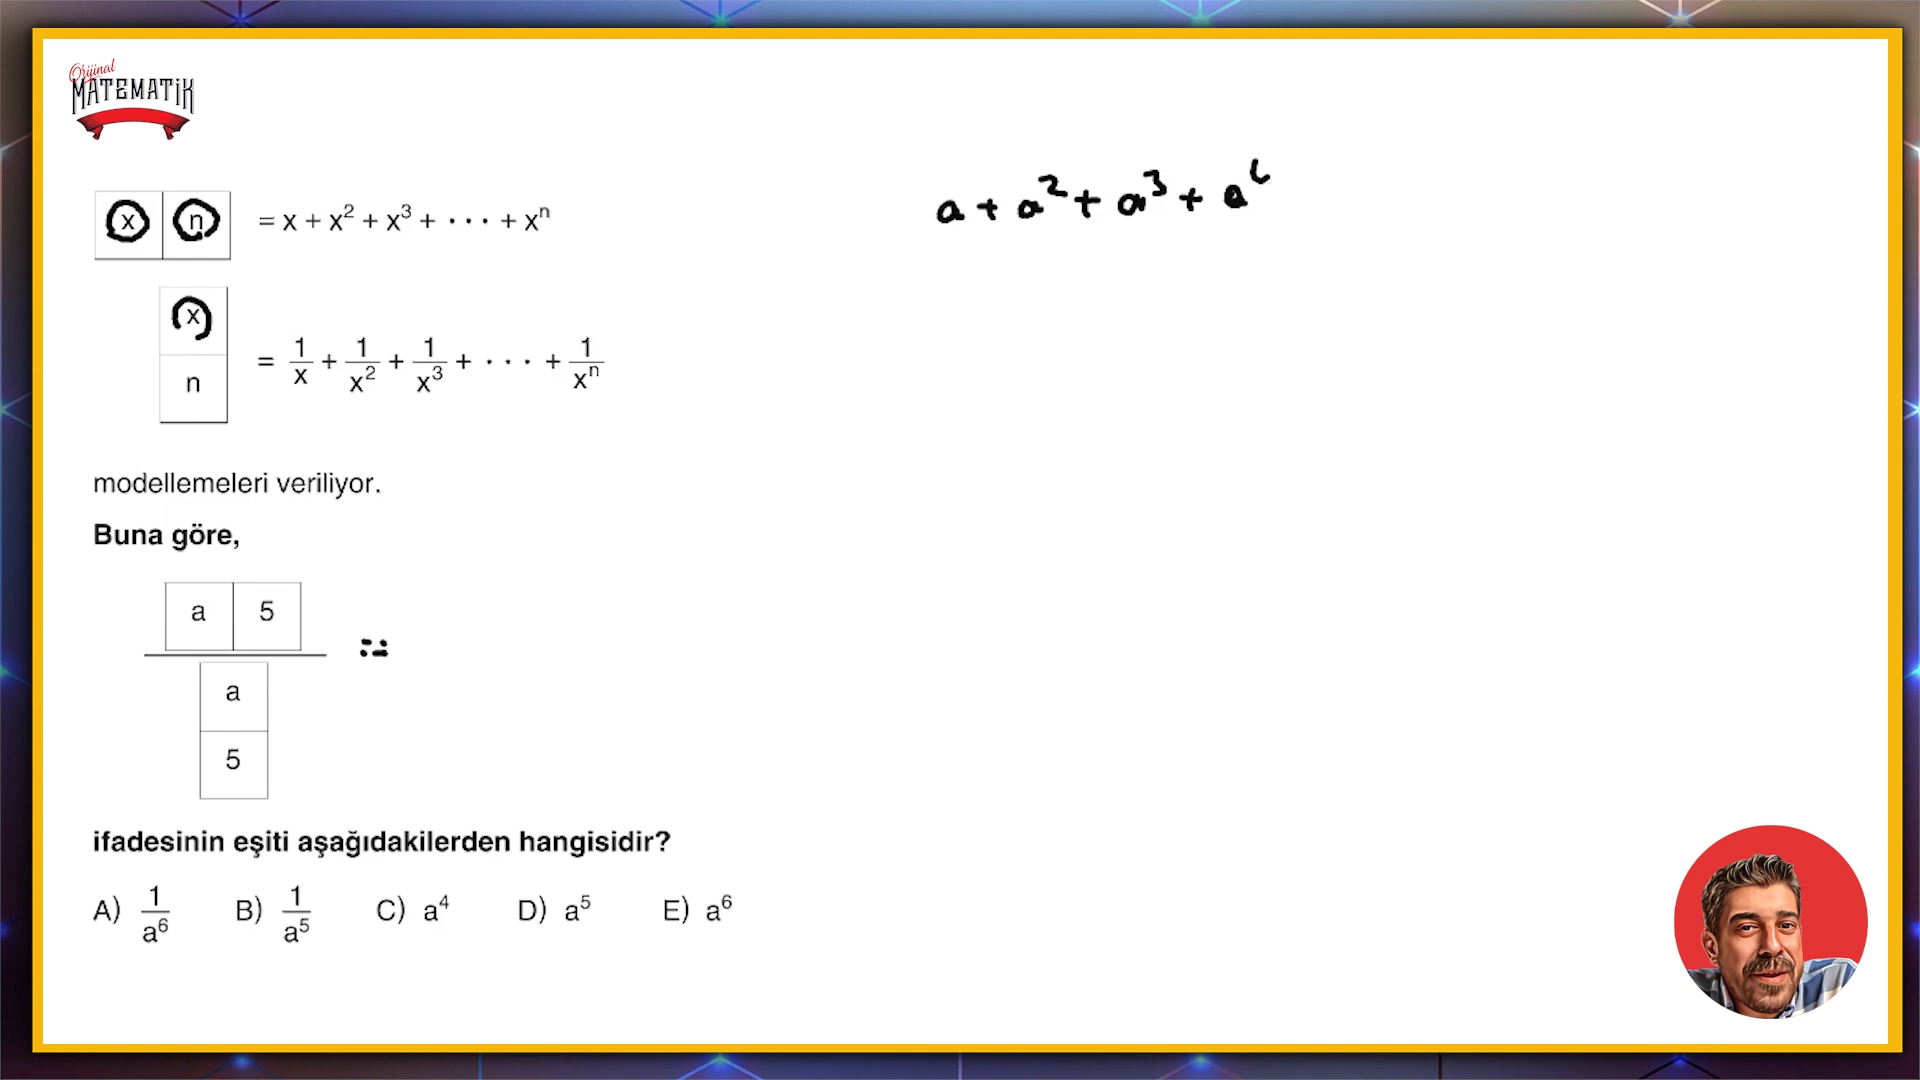 Orijinal
MATEMATİK
x n = x + x² + x³ + · · · + xⁿ
a + a² + a³ + a
x
n
= 1/x + 1/x² + 1/x³ + · · · + 1/xⁿ
modellemeleri veriliyor.
Buna göre,
a 5
=
a
5
ifadesinin eşiti aşağıdakilerden hangisidir?
A) 1/a⁶ B) 1/a⁵ C) a⁴ D) a⁵ E) a⁶